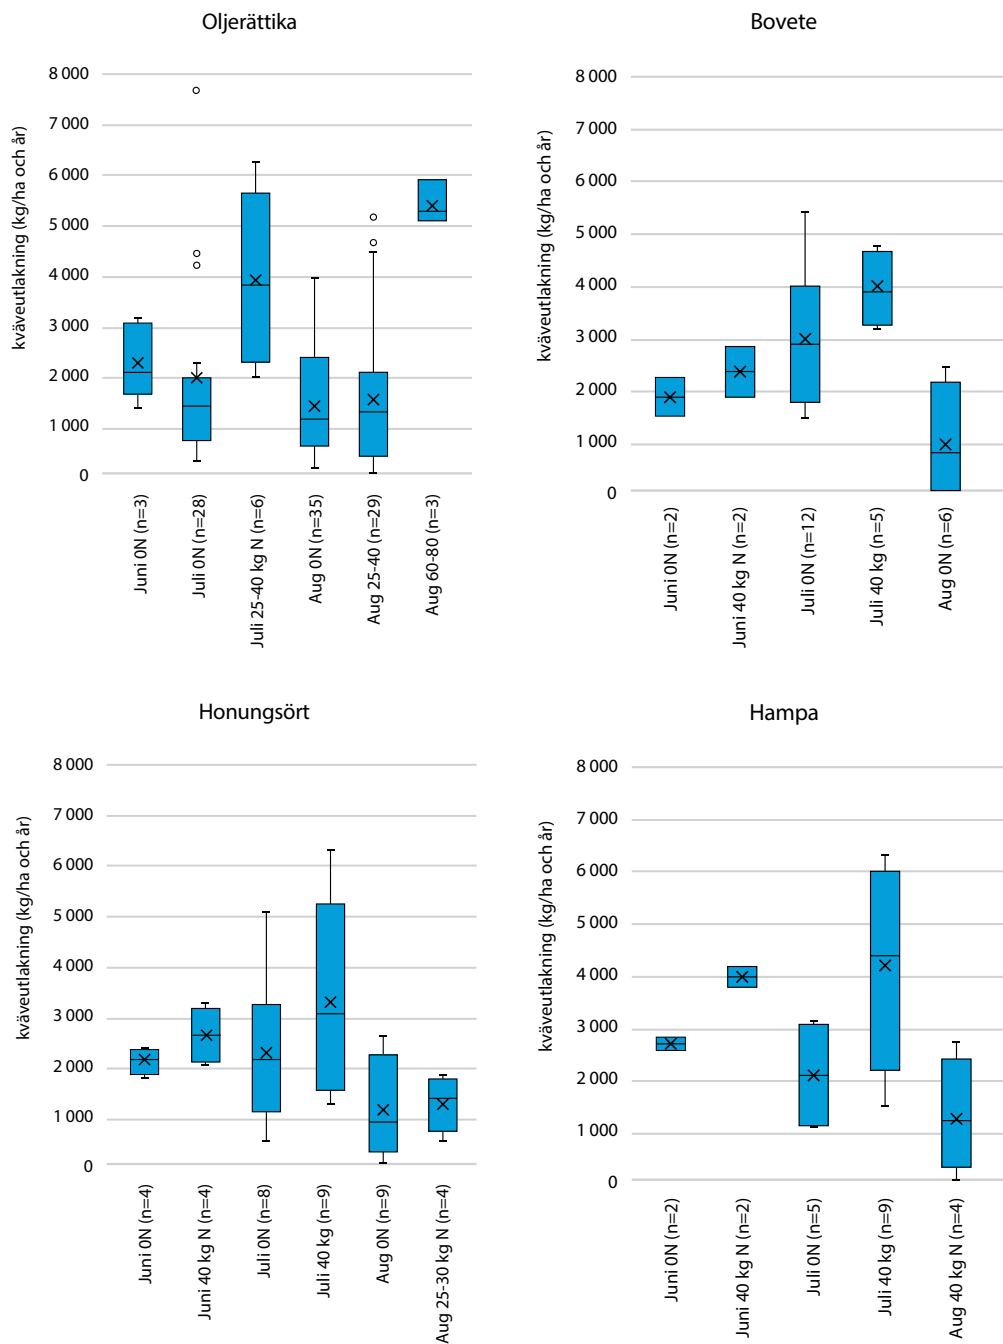 Oljerättika
kväveutlakning (kg/ha och år)
8 000
7 000
6 000
5 000
4 000
3 000
2 000
1 000
0
Juni 0N (n=3)
Juli 0N (n=28)
Juli 25-40 kg N (n=6)
Aug 0N (n=35)
Aug 25-40 (n=29)
Aug 60-80 (n=3)
Bovete
kväveutlakning (kg/ha och år)
8 000
7 000
6 000
5 000
4 000
3 000
2 000
1 000
0
Juni 0N (n=2)
Juni 40 kg N (n=2)
Juli 0N (n=12)
Juli 40 kg (n=5)
Aug 0N (n=6)
Honungsört
kväveutlakning (kg/ha och år)
8 000
7 000
6 000
5 000
4 000
3 000
2 000
1 000
0
Juni 0N (n=4)
Juni 40 kg N (n=4)
Juli 0N (n=8)
Juli 40 kg (n=9)
Aug 0N (n=9)
Aug 25-30 kg N (n=4)
Hampa
kväveutlakning (kg/ha och år)
8 000
7 000
6 000
5 000
4 000
3 000
2 000
1 000
0
Juni 0N (n=2)
Juni 40 kg N (n=2)
Juli 0N (n=5)
Juli 40 kg (n=9)
Aug 40 kg N (n=4)